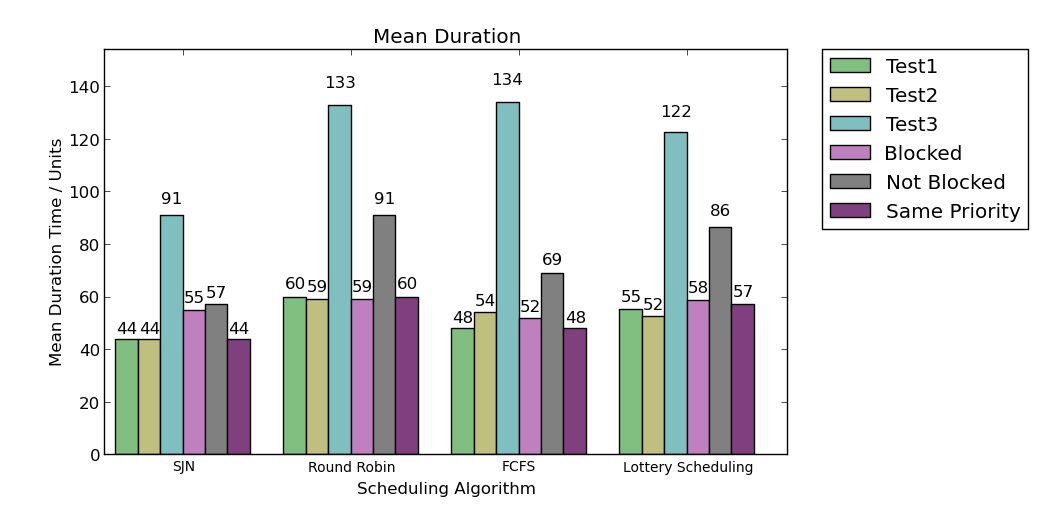 Mean Duration
Mean Duration Time / Units
140
120
100
80
60
40
20
0
44 44 91 55 57 44
60 59 133 59 91 60
48 54 134 52 69 48
55 52 122 58 86 57
SJN Round Robin FCFS Lottery Scheduling
Scheduling Algorithm
Test1
Test2
Test3
Blocked
Not Blocked
Same Priority